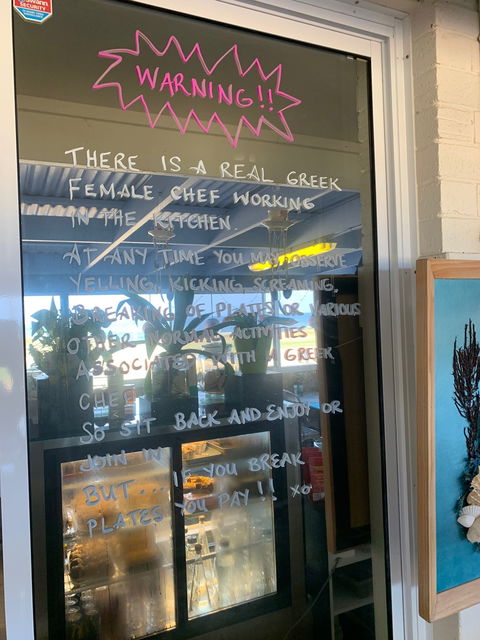 Swann
SECURITY
WARNING!!
THERE IS A REAL GREEK
FEMALE CHEF WORKING
IN THE KITCHEN.
AT ANY TIME YOU MAY OBSERVE
YELLING, KICKING, SCREAMING,
BREAKING OF PLATES OR VARIOUS
OTHER NORMAL ACTIVITIES
ASSOCIATED WITH A GREEK
CHEF
SO SIT BACK AND ENJOY OR
JOIN IN
BUT... IF YOU BREAK
PLATES YOU PAY!! xo